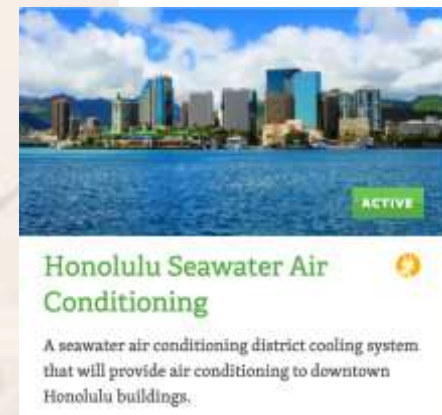 ACTIVE
Honolulu Seawater Air
Conditioning
A seawater air conditioning district cooling system
that will provide air conditioning to downtown
Honolulu buildings.